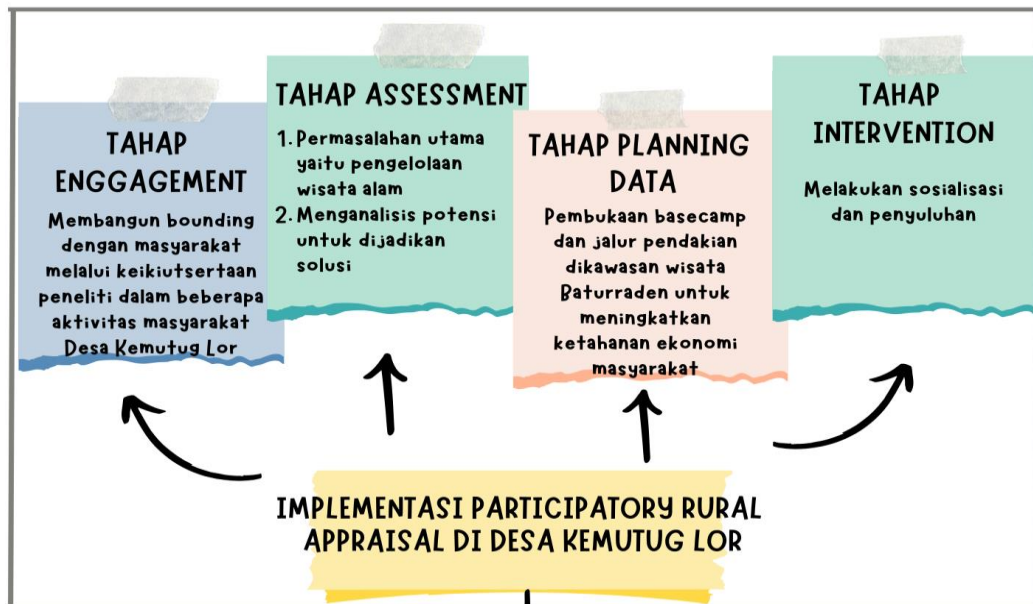 TAHAP
ENGGAGEMENT
Membangun bounding
dengan masyarakat
melalui keikiutsertaan
peneliti dalam beberapa
aktivitas masyarakat
Desa Kemutug Lor
TAHAP ASSESSMENT
1. Permasalahan utama
yaitu pengelolaan
wisata alam
2. Menganalisis potensi
untuk dijadikan
solusi
TAHAP PLANNING
DATA
Pembukaan basecamp
dan jalur pendakian
dikawasan wisata
Baturraden untuk
meningkatkan
ketahanan ekonomi
masyarakat
TAHAP
INTERVENTION
Melakukan sosialisasi
dan penyuluhan
IMPLEMENTASI PARTICIPATORY RURAL
APPRAISAL DI DESA KEMUTUG LOR